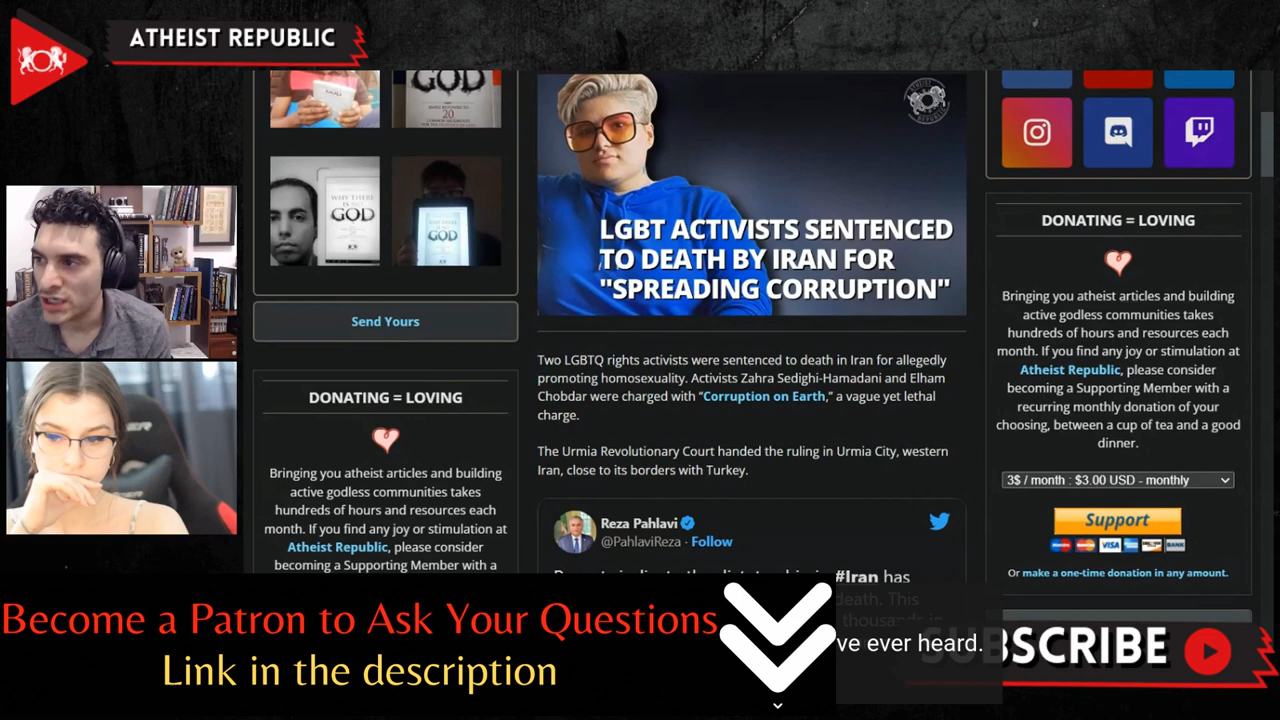 ATHEIST REPUBLIC
GOD
20
WHY THERE
IS NO
GOD
GOD
Send Yours
DONATING = LOVING
Bringing you atheist articles and building
active godless communities takes
hundreds of hours and resources each
month. If you find any joy or stimulation at
Atheist Republic, please consider
becoming a Supporting Member with a
LGBT ACTIVISTS SENTENCED
TO DEATH BY IRAN FOR
"SPREADING CORRUPTION"
Two LGBTQ rights activists were sentenced to death in Iran for allegedly
promoting homosexuality. Activists Zahra Sedighi-Hamadani and Elham
Chobdar were charged with “Corruption on Earth,” a vague yet lethal
charge.
The Urmia Revolutionary Court handed the ruling in Urmia City, western
Iran, close to its borders with Turkey.
Reza Pahlavi
@PahlaviReza · Follow
#Iran has
death. This
thousands in
DONATING = LOVING
Bringing you atheist articles and building
active godless communities takes
hundreds of hours and resources each
month. If you find any joy or stimulation at
Atheist Republic, please consider
becoming a Supporting Member with a
recurring monthly donation of your
choosing, between a cup of tea and a good
dinner.
3$ / month : $3.00 USD - monthly
Support
VISA
BANK
Or make a one-time donation in any amount.
Become a Patron to Ask Your Questions
Link in the description
ve ever heard.
SUBSCRIBE